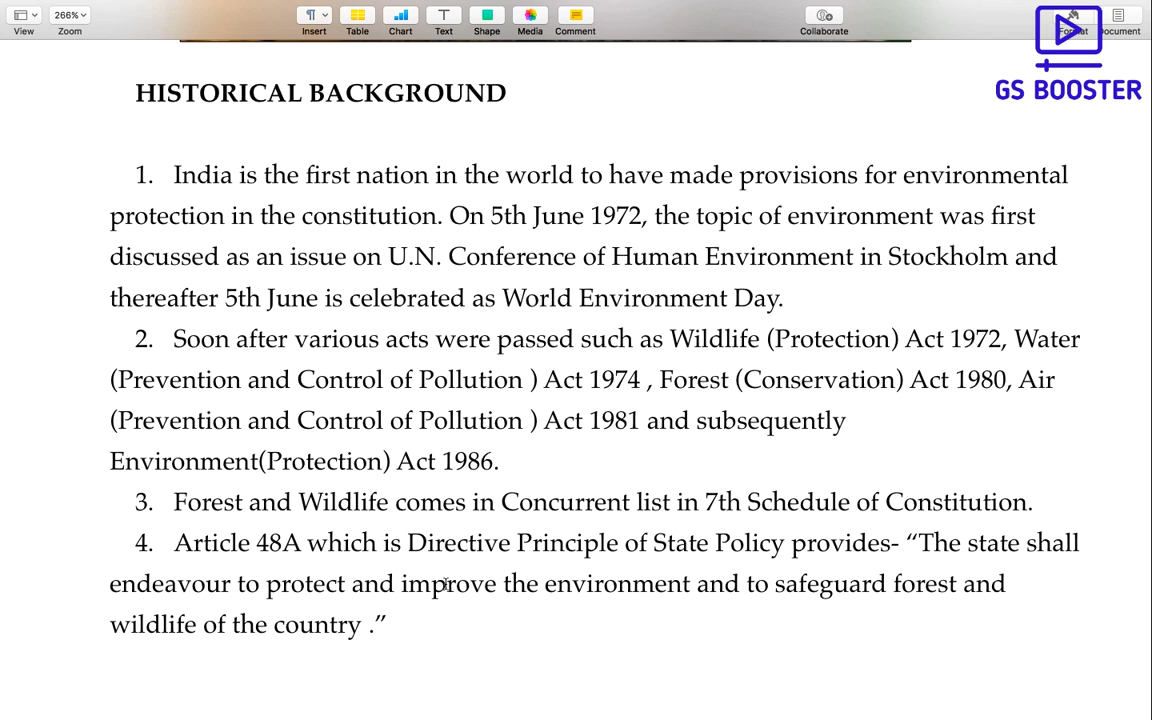 266%
View
Zoom
Insert
Table
Chart
Text
Shape
Media
Comment
Collaborate
Format
Document
GS BOOSTER
HISTORICAL BACKGROUND
1. India is the first nation in the world to have made provisions for environmental
protection in the constitution. On 5th June 1972, the topic of environment was first
discussed as an issue on U.N. Conference of Human Environment in Stockholm and
thereafter 5th June is celebrated as World Environment Day.
2. Soon after various acts were passed such as Wildlife (Protection) Act 1972, Water
(Prevention and Control of Pollution ) Act 1974 , Forest (Conservation) Act 1980, Air
(Prevention and Control of Pollution ) Act 1981 and subsequently
Environment(Protection) Act 1986.
3. Forest and Wildlife comes in Concurrent list in 7th Schedule of Constitution.
4. Article 48A which is Directive Principle of State Policy provides- “The state shall
endeavour to protect and improve the environment and to safeguard forest and
wildlife of the country .”